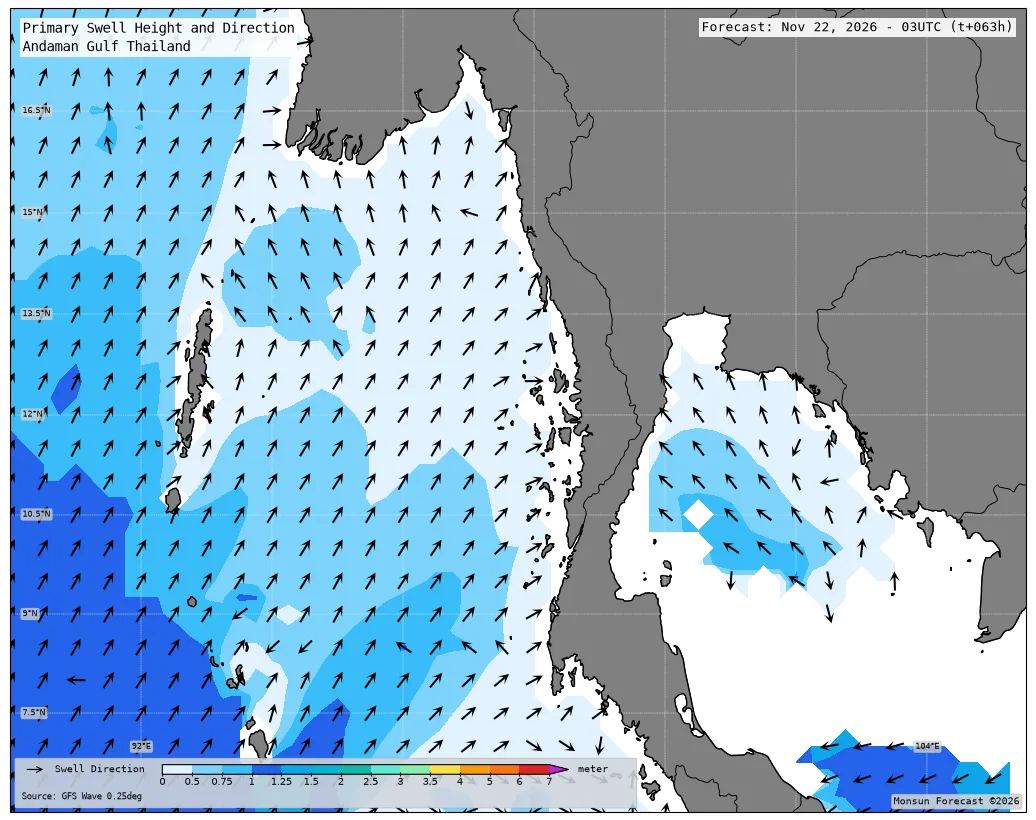 Primary Swell Height and Direction
Andaman Gulf Thailand
Forecast: Nov 22, 2026 - 03UTC (t+063h)
16.5°N
15°N
13.5°N
12°N
10.5°N
9°N
7.5°N
92°E
104°E
Swell Direction
0 0.5 0.75 1 1.25 1.5 2 2.5 3 3.5 4 5 6 7
meter
Source: GFS Wave 0.25deg
Monsun Forecast ©2026